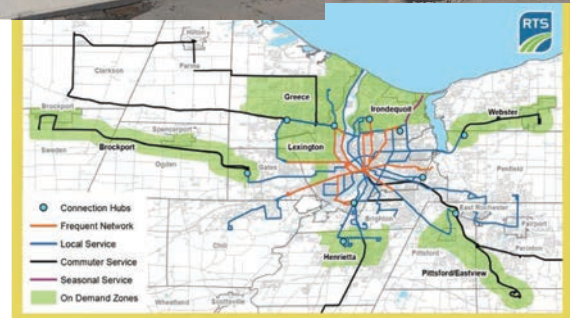 RTS
Hilton
Clarkson
Parma
Greece
Irondequoit
Webster
Brockport
Spencerport
Lexington
Sweden
Brockport
Ogden
Gates
Penfield
East Rochester
Brighton
Fairport
Chili
Pittsford
Perinton
Henrietta
Pittsford/Eastview
Wheatland
Scottsville
Connection Hubs
Frequent Network
Local Service
Commuter Service
Seasonal Service
On Demand Zones